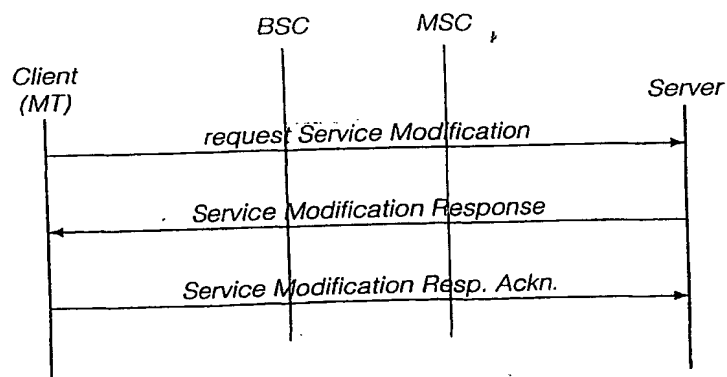 BSC
MSC
Client
(MT)
Server
request Service Modification
Service Modification Response
Service Modification Resp. Ackn.